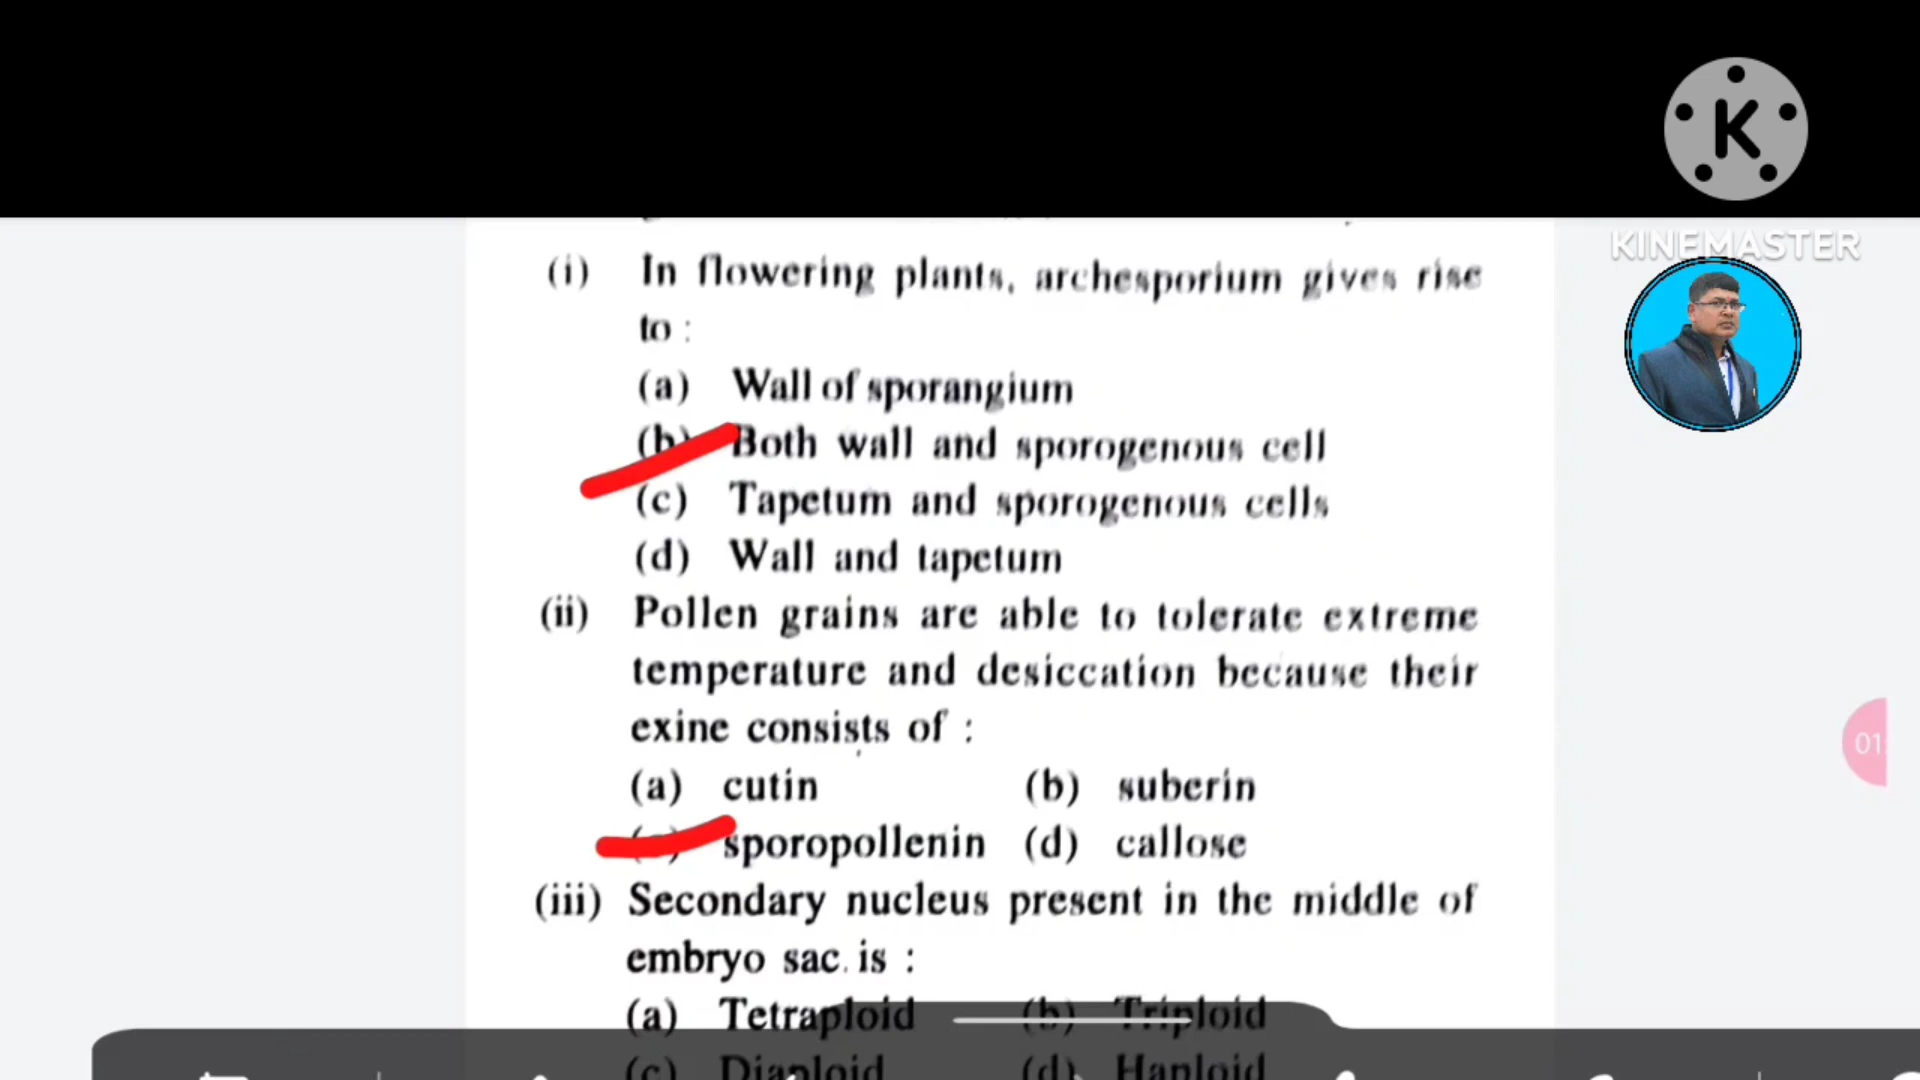 K
KINEMASTER
(i) In flowering plants, archesporium gives rise
to :
(a) Wall of sporangium
(b) Both wall and sporogenous cell
(c) Tapetum and sporogenous cells
(d) Wall and tapetum
(ii) Pollen grains are able to tolerate extreme
temperature and desiccation because their
exine consists of :
(a) cutin (b) suberin
sporopollenin (d) callose
(iii) Secondary nucleus present in the middle of
embryo sac is :
(a) Tetraploid (b) Triploid
(c) Diaploid (d) Haploid
01